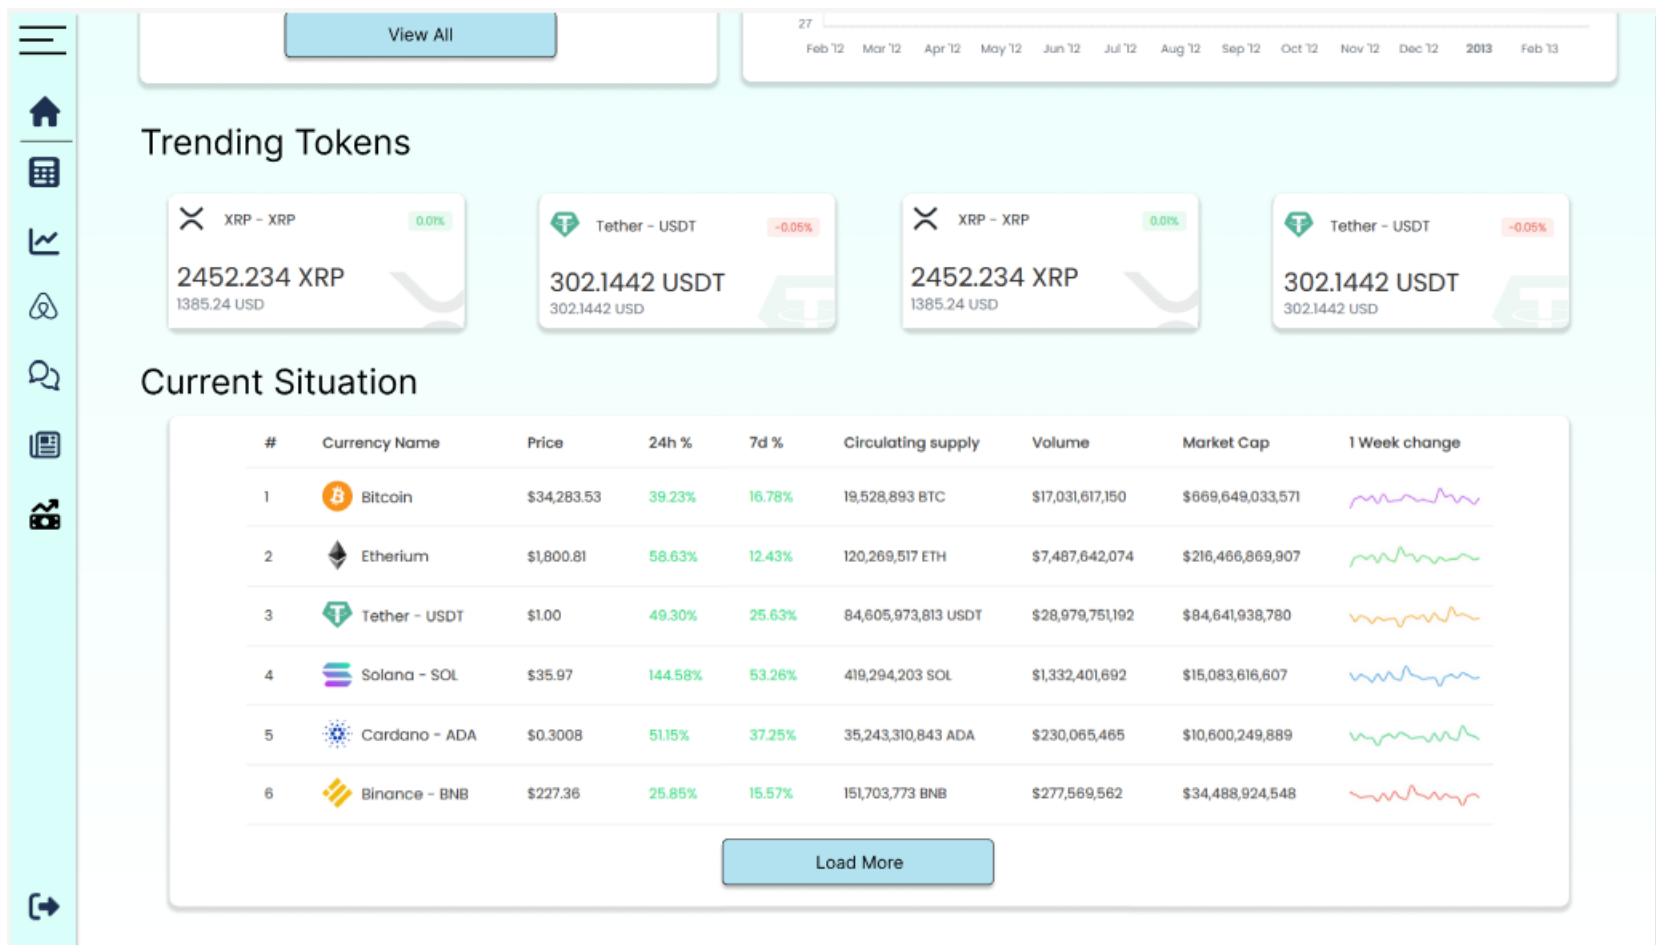 View All
27
Feb '12 Mar '12 Apr '12 May '12 Jun '12 Jul '12 Aug '12 Sep '12 Oct '12 Nov '12 Dec '12 2013 Feb '13
Trending Tokens
XRP - XRP 0.01%
2452.234 XRP
1385.24 USD
Tether - USDT -0.05%
302.1442 USDT
302.1442 USD
XRP - XRP 0.01%
2452.234 XRP
1385.24 USD
Tether - USDT -0.05%
302.1442 USDT
302.1442 USD
Current Situation
# Currency Name Price 24h % 7d % Circulating supply Volume Market Cap 1 Week change
1 Bitcoin $34,283.53 39.23% 16.78% 19,528,893 BTC $17,031,617,150 $669,649,033,571
2 Etherium $1,800.81 58.63% 12.43% 120,269,517 ETH $7,487,642,074 $216,466,869,907
3 Tether - USDT $1.00 49.30% 25.63% 84,605,973,813 USDT $28,979,751,192 $84,641,938,780
4 Solana - SOL $35.97 144.58% 53.26% 419,294,203 SOL $1,332,401,692 $15,083,616,607
5 Cardano - ADA $0.3008 51.15% 37.25% 35,243,310,843 ADA $230,065,465 $10,600,249,889
6 Binance - BNB $227.36 25.85% 15.57% 151,703,773 BNB $277,569,562 $34,488,924,548
Load More